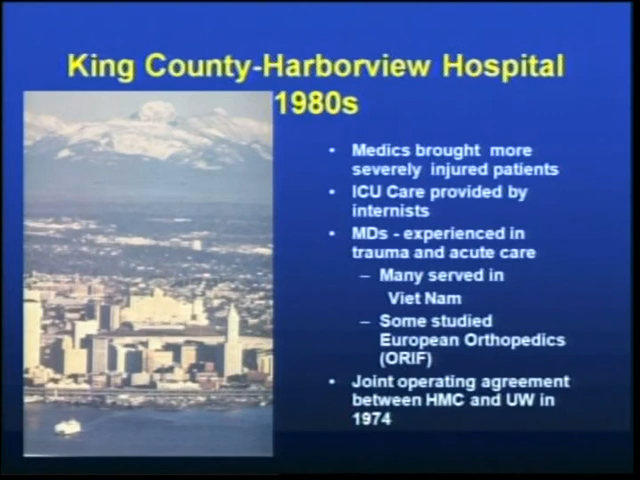 King County-Harborview Hospital
1980s
• Medics brought more
severely injured patients
• ICU Care provided by
internists
• MDs - experienced in
trauma and acute care
– Many served in
Viet Nam
– Some studied
European Orthopedics
(ORIF)
• Joint operating agreement
between HMC and UW in
1974